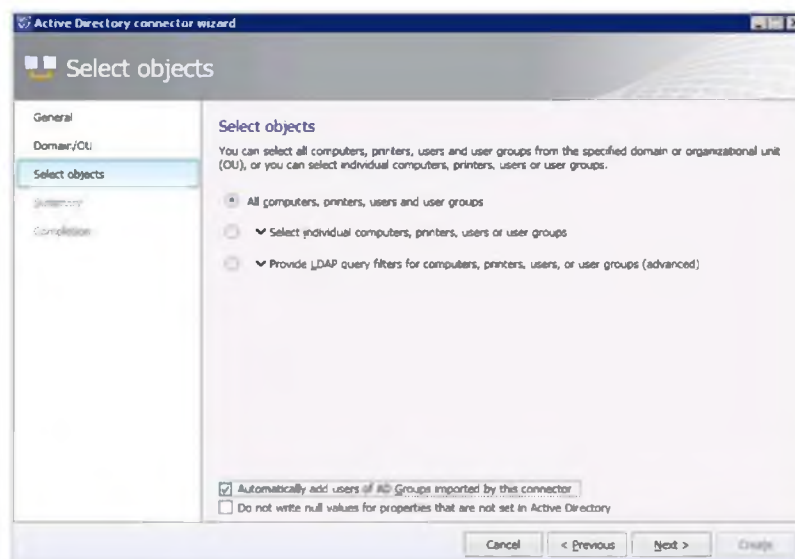 Active Directory connector wizard
Select objects
General
Domain/OU
Select objects
Summary
Completion
Select objects
You can select all computers, printers, users and user groups from the specified domain or organizational unit
(OU), or you can select individual computers, printers, users or user groups.
All computers, printers, users and user groups
Select individual computers, printers, users or user groups
Provide LDAP query filters for computers, printers, users, or user groups (advanced)
Automatically add users of AD Groups imported by this connector
Do not write null values for properties that are not set in Active Directory
Cancel
< Previous
Next >
Create